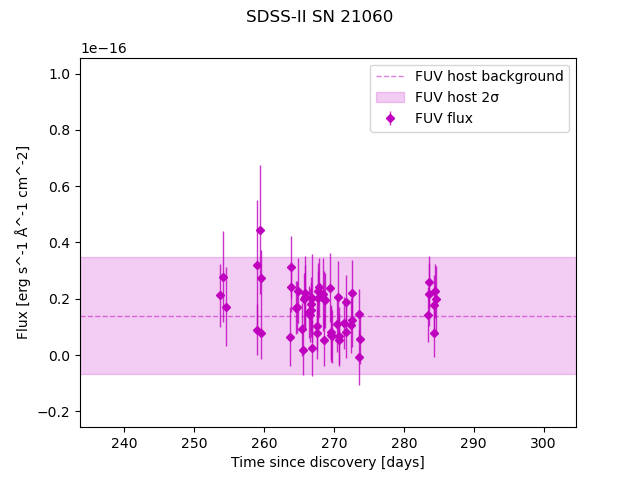 SDSS-II SN 21060
1e−16
FUV host background
FUV host 2σ
FUV flux
1.0
0.8
0.6
0.4
0.2
0.0
−0.2
Flux [erg s^-1 Å^-1 cm^-2]
240 250 260 270 280 290 300
Time since discovery [days]